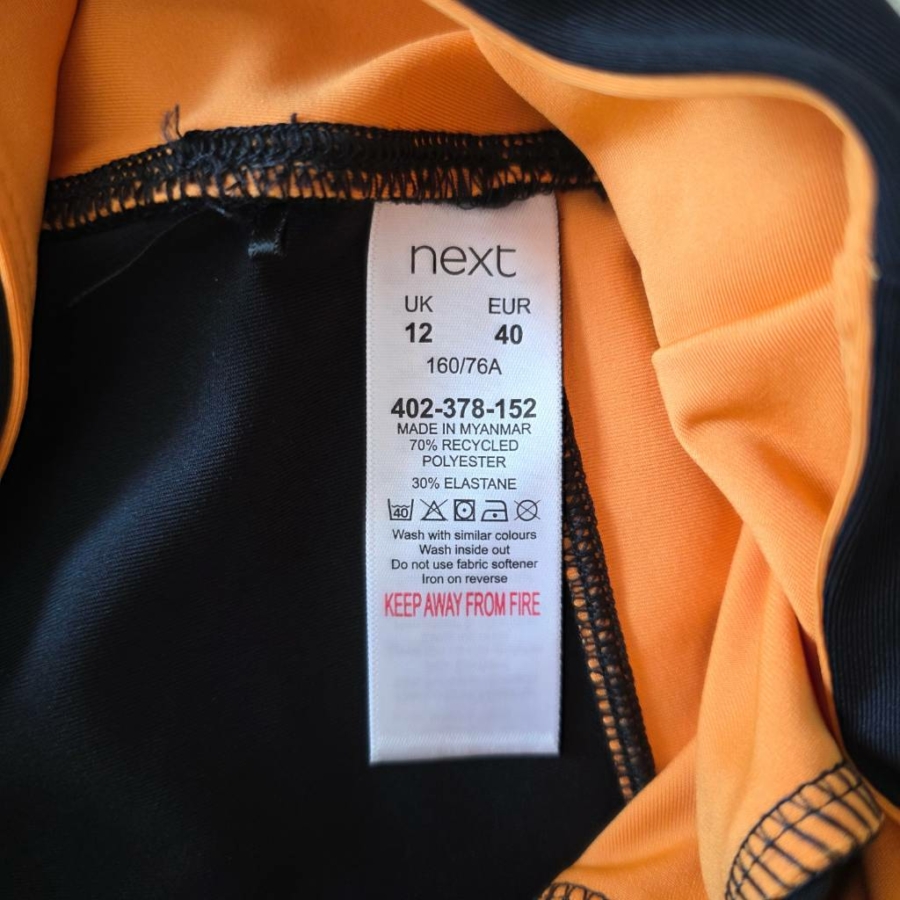 next
UK EUR
12 40
160/76A
402-378-152
MADE IN MYANMAR
70% RECYCLED
POLYESTER
30% ELASTANE
40
Wash with similar colours
Wash inside out
Do not use fabric softener
Iron on reverse
KEEP AWAY FROM FIRE